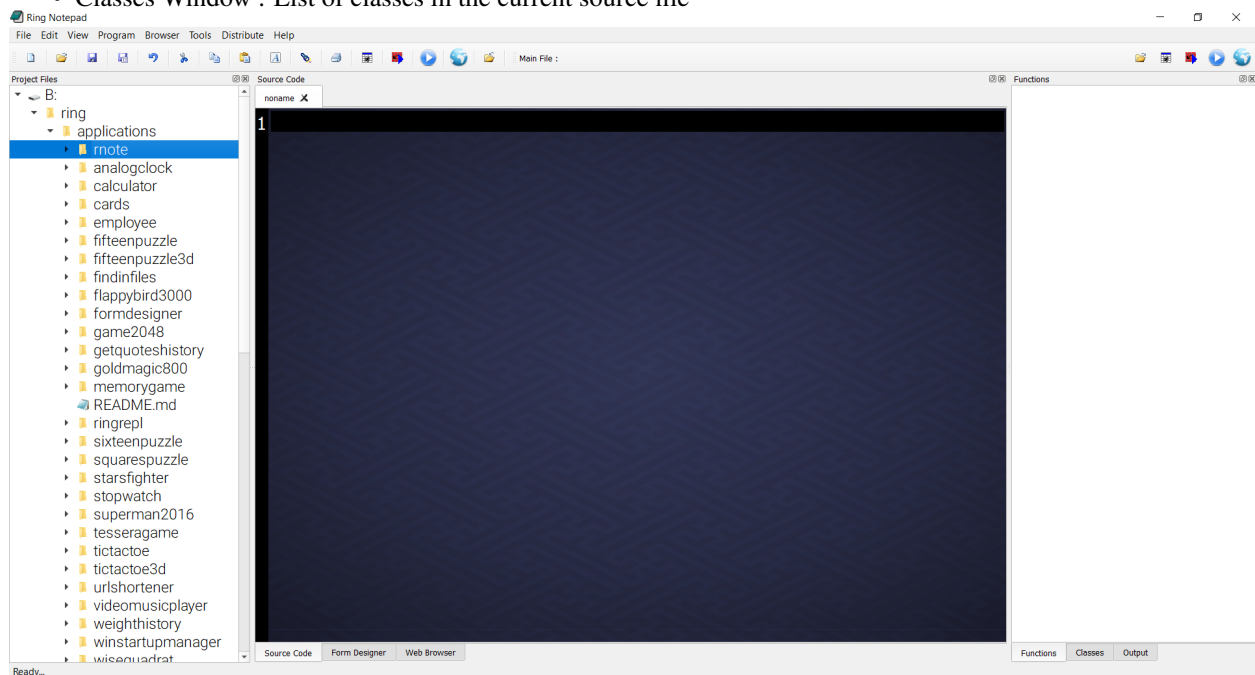 • Classes Window : List of classes in the current source file
Ring Notepad
File Edit View Program Browser Tools Distribute Help
Main File :
Project Files
Source Code
Functions
B:
ring
applications
rnote
analogclock
calculator
cards
employee
fifteenpuzzle
fifteenpuzzle3d
findinfiles
flappybird3000
formdesigner
game2048
getquoteshistory
goldmagic800
memorygame
README.md
ringrepl
sixteenpuzzle
squarespuzzle
starsfighter
stopwatch
superman2016
tesseragame
tictactoe
tictactoe3d
urlshortener
videomusicplayer
weighthistory
winstartupmanager
wisequadrat
noname
1
Source Code Form Designer Web Browser
Functions Classes Output
Ready...